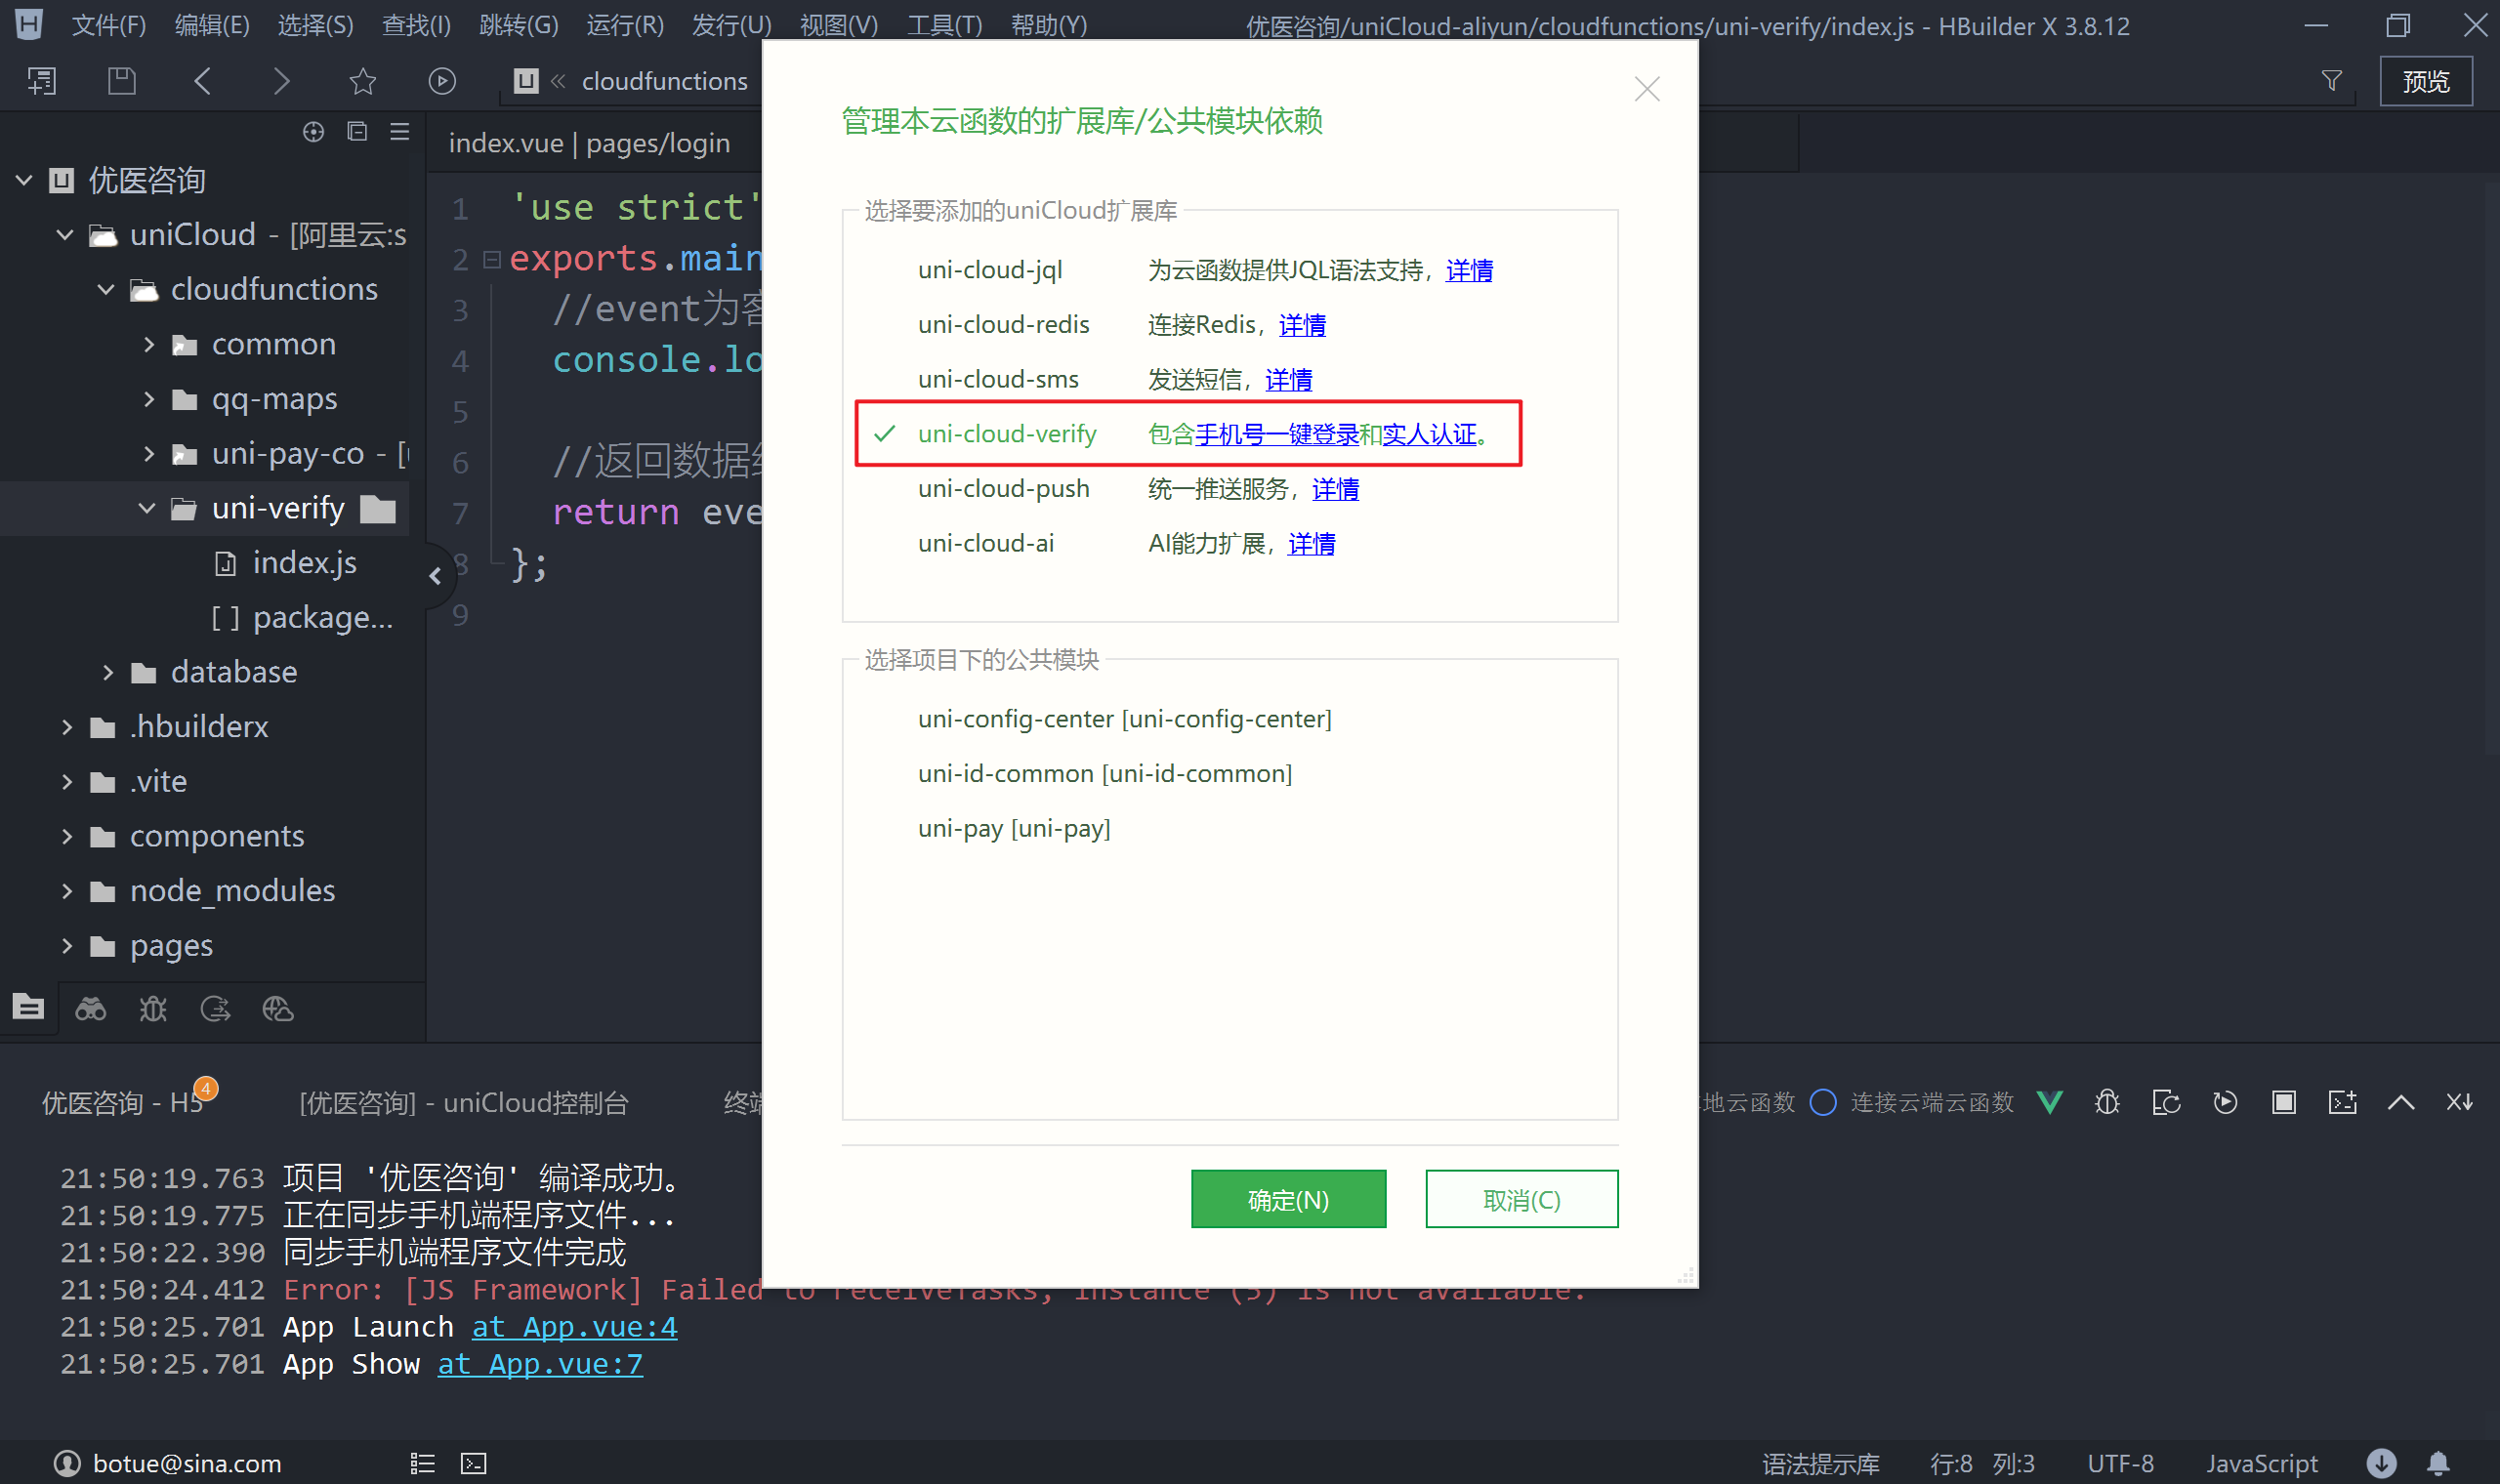 文件(F) 编辑(E) 选择(S) 查找(I) 跳转(G) 运行(R) 发行(U) 视图(V) 工具(T) 帮助(Y) 优医咨询/uniCloud-aliyun/cloudfunctions/uni-verify/index.js - HBuilder X 3.8.12
cloudfunctions
预览
优医咨询
uniCloud - [阿里云:s
cloudfunctions
common
qq-maps
uni-pay-co - [
uni-verify
index.js
[ ] package...
database
.hbuilderx
.vite
components
node_modules
pages
index.vue | pages/login
1 'use strict'
2 exports.main
3 //event为客
4 console.lo
5
6 //返回数据
7 return eve
8 };
9
管理本云函数的扩展库/公共模块依赖
选择要添加的uniCloud扩展库
uni-cloud-jql 为云函数提供JQL语法支持，详情
uni-cloud-redis 连接Redis，详情
uni-cloud-sms 发送短信，详情
uni-cloud-verify 包含手机号一键登录和实人认证。
uni-cloud-push 统一推送服务，详情
uni-cloud-ai AI能力扩展，详情
选择项目下的公共模块
uni-config-center [uni-config-center]
uni-id-common [uni-id-common]
uni-pay [uni-pay]
确定(N) 取消(C)
优医咨询 - H5 4 [优医咨询] - uniCloud控制台 终端 地云函数 连接云端云函数
21:50:19.763 项目 '优医咨询' 编译成功。
21:50:19.775 正在同步手机端程序文件...
21:50:22.390 同步手机端程序文件完成
21:50:24.412 Error: [JS Framework] Failed to receiveTasks, instance (5) is not available.
21:50:25.701 App Launch at App.vue:4
21:50:25.701 App Show at App.vue:7
botue@sina.com 语法提示库 行:8 列:3 UTF-8 JavaScript